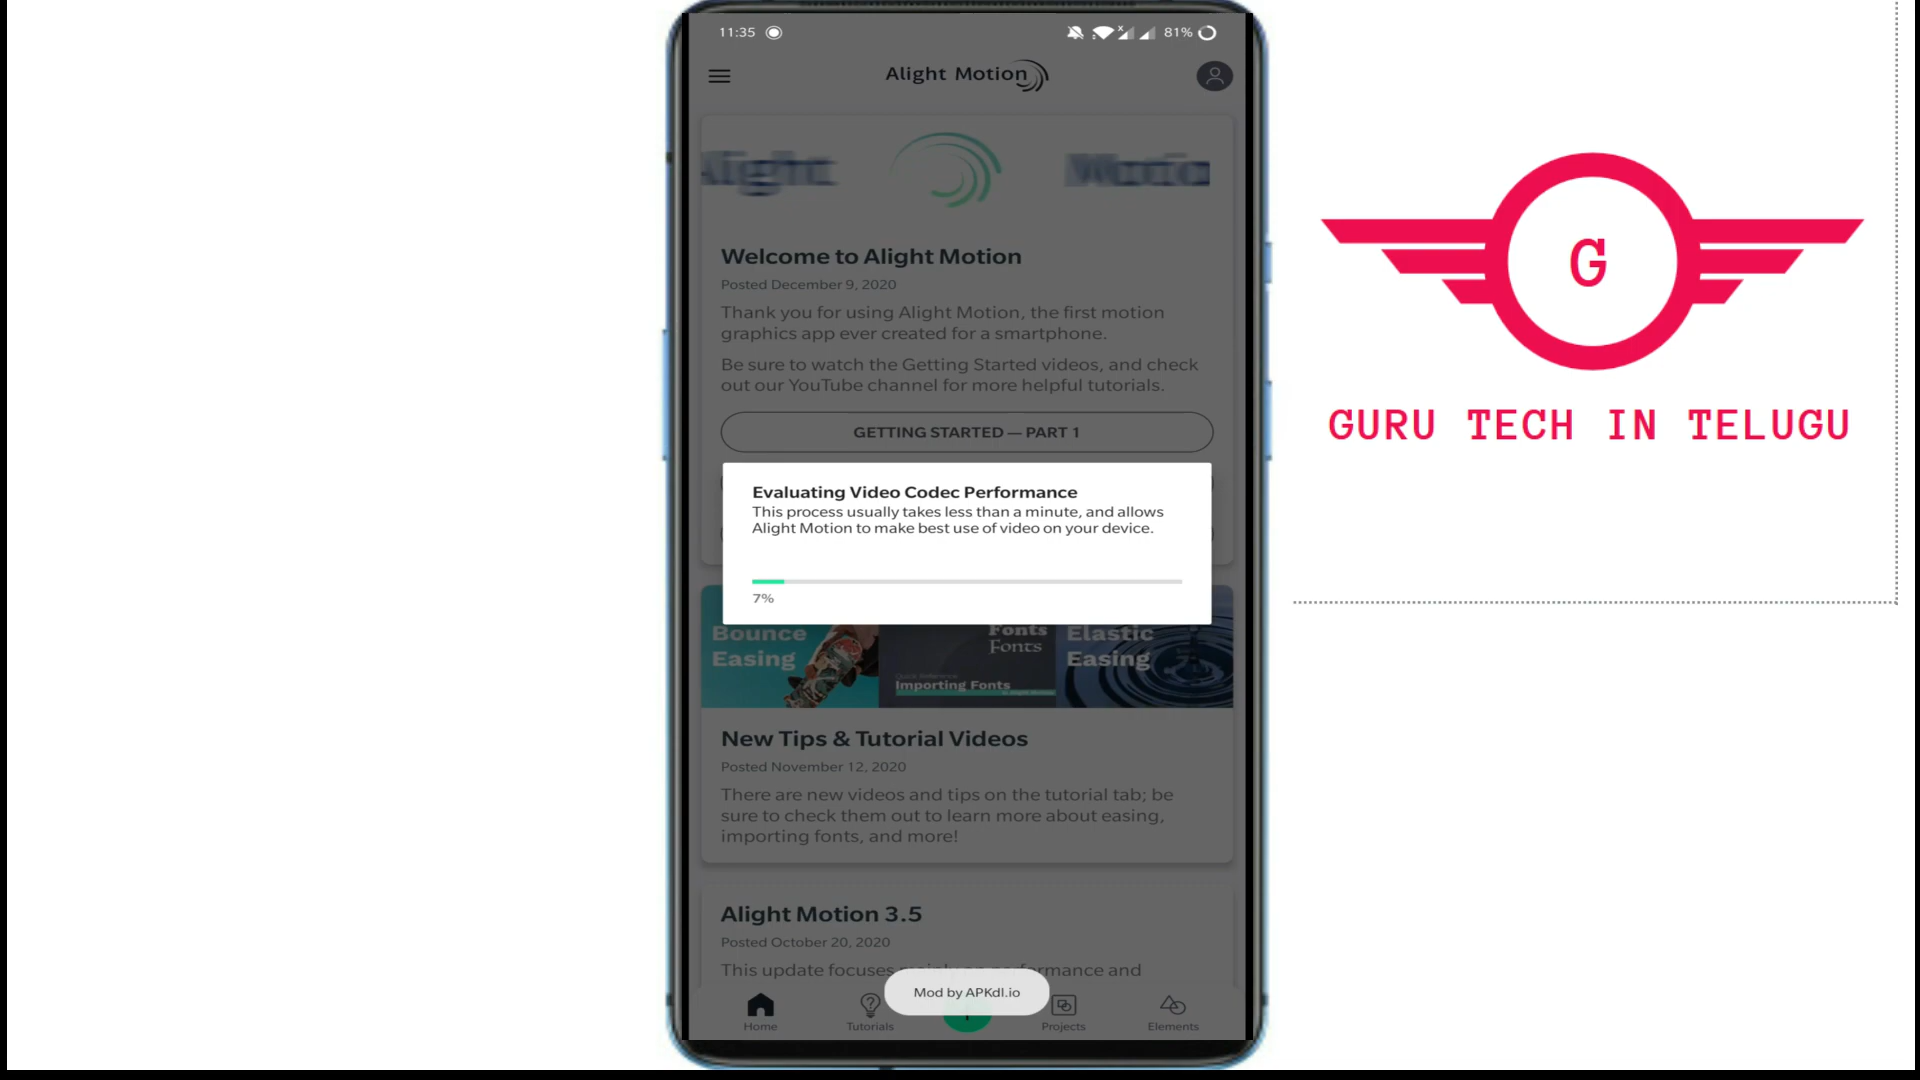 11:35
81%
Alight Motion
Alight
Motio
Welcome to Alight Motion
Posted December 9, 2020
Thank you for using Alight Motion, the first motion
graphics app ever created for a smartphone.
Be sure to watch the Getting Started videos, and check
out our YouTube channel for more helpful tutorials.
GETTING STARTED — PART 1
Evaluating Video Codec Performance
This process usually takes less than a minute, and allows
Alight Motion to make best use of video on your device.
7%
Bounce
Easing
Fonts
Fonts
Quick Reference
Importing Fonts
Elastic
Easing
New Tips & Tutorial Videos
Posted November 12, 2020
There are new videos and tips on the tutorial tab; be
sure to check them out to learn more about easing,
importing fonts, and more!
Alight Motion 3.5
Posted October 20, 2020
This update focuses mainly on performance and
Mod by APKdl.io
Home
Tutorials
Projects
Elements
G
GURU TECH IN TELUGU